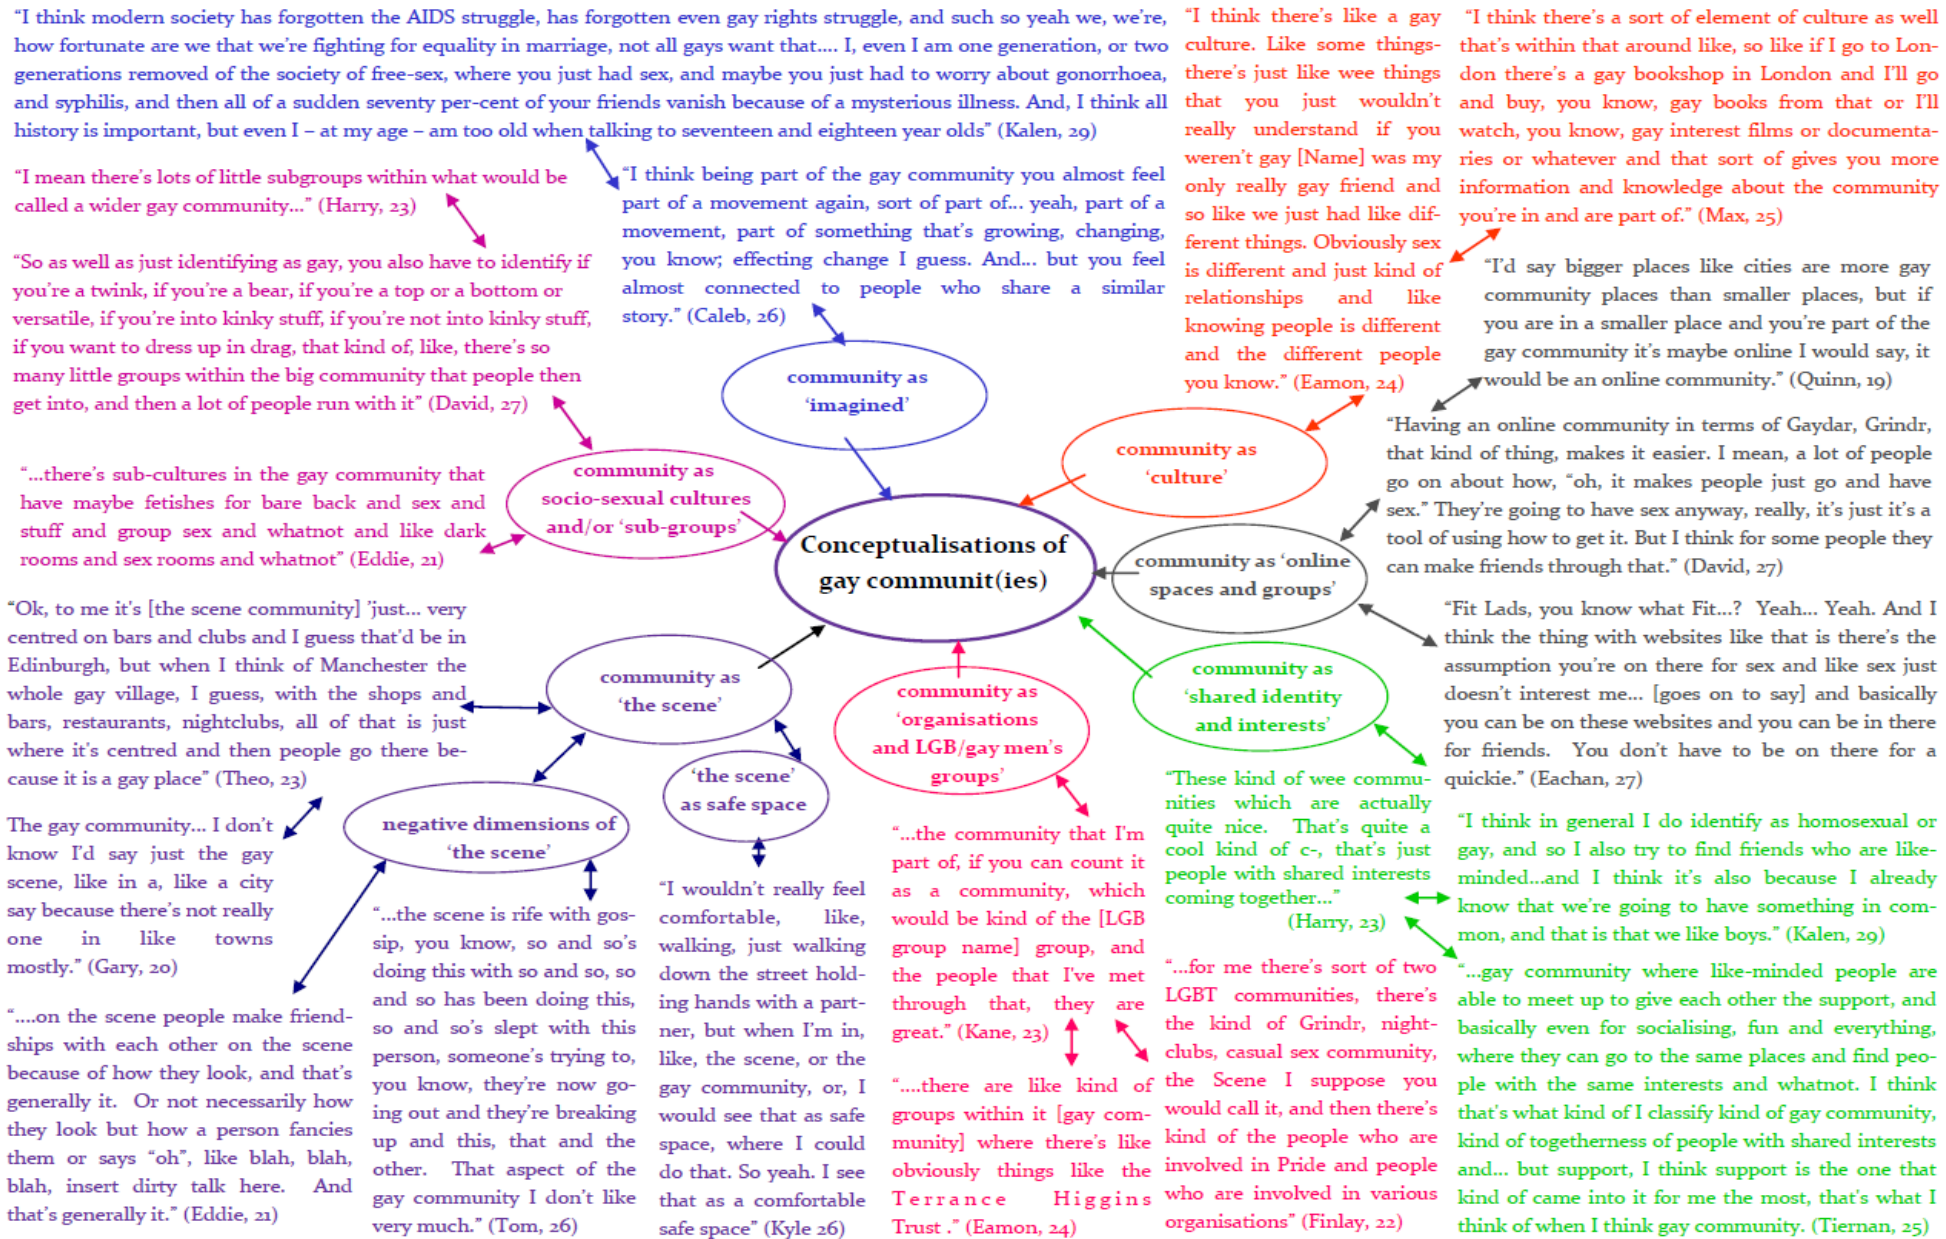 “I think modern society has forgotten the AIDS struggle, has forgotten even gay rights struggle, and such so yeah we, we’re,
how fortunate are we that we’re fighting for equality in marriage, not all gays want that.... I, even I am one generation, or two
generations removed of the society of free-sex, where you just had sex, and maybe you just had to worry about gonorrhoea,
and syphilis, and then all of a sudden seventy per-cent of your friends vanish because of a mysterious illness. And, I think all
history is important, but even I – at my age – am too old when talking to seventeen and eighteen year olds” (Kalen, 29)
“I think there’s like a gay
culture. Like some things-
there’s just like wee things
that you just wouldn’t
really understand if you
weren’t gay [Name] was my
only really gay friend and
so like we just had like dif-
ferent things. Obviously sex
is different and just kind of
relationships and like
knowing people is different
and the different people
you know.” (Eamon, 24)
“I think there’s a sort of element of culture as well
that’s within that around like, so like if I go to Lon-
don there’s a gay bookshop in London and I’ll go
and buy, you know, gay books from that or I’ll
watch, you know, gay interest films or documenta-
ries or whatever and that sort of gives you more
information and knowledge about the community
you’re in and are part of.” (Max, 25)
“I mean there’s lots of little subgroups within what would be
called a wider gay community...” (Harry, 23)
“I think being part of the gay community you almost feel
part of a movement again, sort of part of... yeah, part of a
movement, part of something that’s growing, changing,
you know; effecting change I guess. And... but you feel
almost connected to people who share a similar
story.” (Caleb, 26)
“So as well as just identifying as gay, you also have to identify if
you’re a twink, if you’re a bear, if you’re a top or a bottom or
versatile, if you’re into kinky stuff, if you’re not into kinky stuff,
if you want to dress up in drag, that kind of, like, there’s so
many little groups within the big community that people then
get into, and then a lot of people run with it” (David, 27)
“I’d say bigger places like cities are more gay
community places than smaller places, but if
you are in a smaller place and you’re part of the
gay community it’s maybe online I would say, it
would be an online community.” (Quinn, 19)
community as
‘imagined’
community as
‘culture’
“Having an online community in terms of Gaydar, Grindr,
that kind of thing, makes it easier. I mean, a lot of people
go on about how, “oh, it makes people just go and have
sex.” They’re going to have sex anyway, really, it’s just it’s a
tool of using how to get it. But I think for some people they
can make friends through that.” (David, 27)
“...there’s sub-cultures in the gay community that
have maybe fetishes for bare back and sex and
stuff and group sex and whatnot and like dark
rooms and sex rooms and whatnot” (Eddie, 21)
community as
socio-sexual cultures
and/or ‘sub-groups’
Conceptualisations of
gay communit(ies)
community as ‘online
spaces and groups’
“Ok, to me it’s [the scene community] ’just... very
centred on bars and clubs and I guess that’d be in
Edinburgh, but when I think of Manchester the
whole gay village, I guess, with the shops and
bars, restaurants, nightclubs, all of that is just
where it’s centred and then people go there be-
cause it is a gay place” (Theo, 23)
community as
‘the scene’
community as
‘organisations
and LGB/gay men’s
groups’
community as
‘shared identity
and interests’
“Fit Lads, you know what Fit...? Yeah... Yeah. And I
think the thing with websites like that is there’s the
assumption you’re on there for sex and like sex just
doesn’t interest me... [goes on to say] and basically
you can be on these websites and you can be in there
for friends. You don’t have to be on there for a
quickie.” (Eachan, 27)
‘the scene’
as safe space
negative dimensions of
‘the scene’
The gay community... I don’t
know I’d say just the gay
scene, like in a, like a city
say because there’s not really
one in like towns
mostly.” (Gary, 20)
“....on the scene people make friend-
ships with each other on the scene
because of how they look, and that’s
generally it. Or not necessarily how
they look but how a person fancies
them or says “oh”, like blah, blah,
blah, insert dirty talk here. And
that’s generally it.” (Eddie, 21)
“...the scene is rife with gos-
sip, you know, so and so’s
doing this with so and so, so
and so has been doing this,
so and so’s slept with this
person, someone’s trying to,
you know, they’re now go-
ing out and they’re breaking
up and this, that and the
other. That aspect of the
gay community I don’t like
very much.” (Tom, 26)
“I wouldn’t really feel
comfortable, like,
walking, just walking
down the street hold-
ing hands with a part-
ner, but when I’m in,
like, the scene, or the
gay community, or, I
would see that as safe
space, where I could
do that. So yeah. I see
that as a comfortable
safe space” (Kyle 26)
“...the community that I’m
part of, if you can count it
as a community, which
would be kind of the [LGB
group name] group, and
the people that I’ve met
through that, they are
great.” (Kane, 23)
“....there are like kind of
groups within it [gay com-
munity] where there’s like
obviously things like the
Terrance Higgins
Trust .” (Eamon, 24)
“These kind of wee commu-
nities which are actually
quite nice. That’s quite a
cool kind of c-, that’s just
people with shared interests
coming together...”
(Harry, 23)
“...for me there’s sort of two
LGBT communities, there’s
the kind of Grindr, night-
clubs, casual sex community,
the Scene I suppose you
would call it, and then there’s
kind of the people who are
involved in Pride and people
who are involved in various
organisations” (Finlay, 22)
“I think in general I do identify as homosexual or
gay, and so I also try to find friends who are like-
minded...and I think it’s also because I already
know that we’re going to have something in com-
mon, and that is that we like boys.” (Kalen, 29)
“...gay community where like-minded people are
able to meet up to give each other the support, and
basically even for socialising, fun and everything,
where they can go to the same places and find peo-
ple with the same interests and whatnot. I think
that’s what kind of I classify kind of gay community,
kind of togetherness of people with shared interests
and... but support, I think support is the one that
kind of came into it for me the most, that’s what I
think of when I think gay community. (Tiernan, 25)